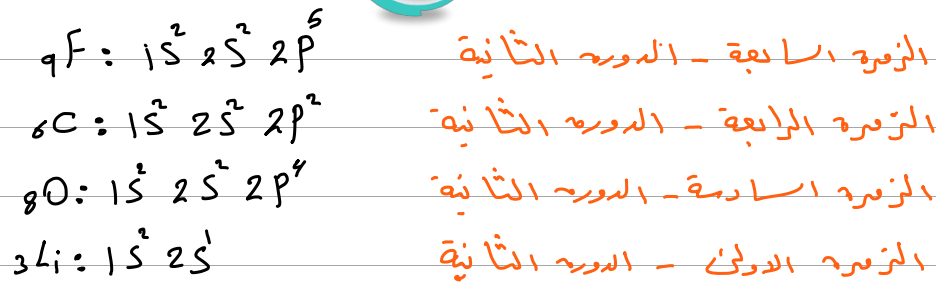 ₉F: 1s² 2s² 2p⁵ الزمرة السابعة - الدورة الثانية
₆C: 1s² 2s² 2p² الزمرة الرابعة - الدورة الثانية
₈O: 1s² 2s² 2p⁴ الزمرة السادسة - الدورة الثانية
₃Li: 1s² 2s¹ الزمرة الاولى - الدورة الثانية